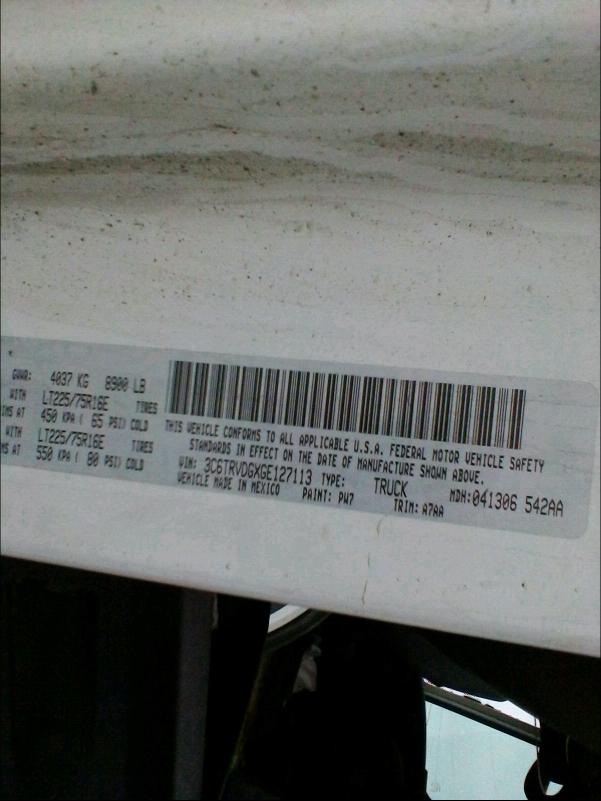 GVWR: 4037 KG 8900 LB
WITH LT225/75R16E TIRES
IMS AT 450 KPA ( 65 PSI) COLD
WITH LT225/75R16E TIRES
IMS AT 550 KPA ( 80 PSI) COLD
THIS VEHICLE CONFORMS TO ALL APPLICABLE U.S.A. FEDERAL MOTOR VEHICLE SAFETY
STANDARDS IN EFFECT ON THE DATE OF MANUFACTURE SHOWN ABOVE.
VIN: 3C6TRVDGXGE127113 TYPE: TRUCK MDH:041306 542AA
VEHICLE MADE IN MEXICO PAINT: PW7 TRIM: A7AA